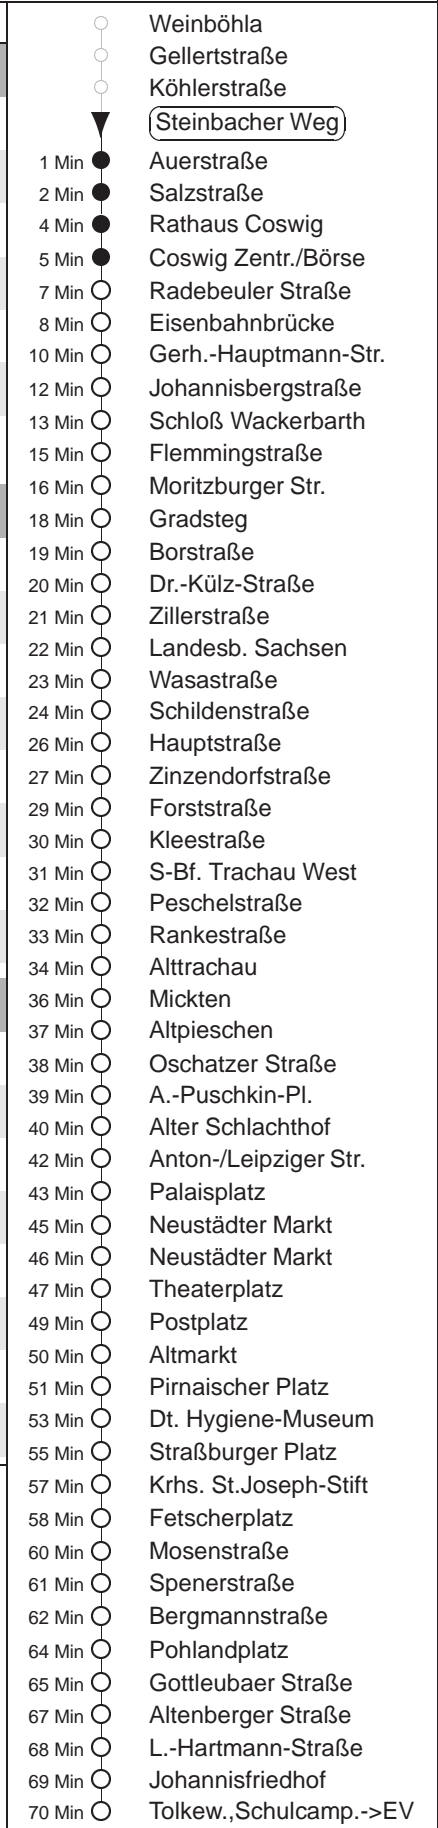 Weinböhla
Gellertstraße
Köhlerstraße
Steinbacher Weg
1 Min Auerstraße
2 Min Salzstraße
4 Min Rathaus Coswig
5 Min Coswig Zentr./Börse
7 Min Radebeuler Straße
8 Min Eisenbahnbrücke
10 Min Gerh.-Hauptmann-Str.
12 Min Johannisbergstraße
13 Min Schloß Wackerbarth
15 Min Flemmingstraße
16 Min Moritzburger Str.
18 Min Gradsteg
19 Min Borstraße
20 Min Dr.-Külz-Straße
21 Min Zillerstraße
22 Min Landesb. Sachsen
23 Min Wasastraße
24 Min Schildenstraße
26 Min Hauptstraße
27 Min Zinzendorfstraße
29 Min Forststraße
30 Min Kleestraße
31 Min S-Bf. Trachau West
32 Min Peschelstraße
33 Min Rankestraße
34 Min Alttrachau
36 Min Mickten
37 Min Altpieschen
38 Min Oschatzer Straße
39 Min A.-Puschkin-Pl.
40 Min Alter Schlachthof
42 Min Anton-/Leipziger Str.
43 Min Palaisplatz
45 Min Neustädter Markt
46 Min Neustädter Markt
47 Min Theaterplatz
49 Min Postplatz
50 Min Altmarkt
51 Min Pirnaischer Platz
53 Min Dt. Hygiene-Museum
55 Min Straßburger Platz
57 Min Krhs. St.Joseph-Stift
58 Min Fetscherplatz
60 Min Mosenstraße
61 Min Spenerstraße
62 Min Bergmannstraße
64 Min Pohlandplatz
65 Min Gottleubaer Straße
67 Min Altenberger Straße
68 Min L.-Hartmann-Straße
69 Min Johannisfriedhof
70 Min Tolkew.,Schulcamp.->EV